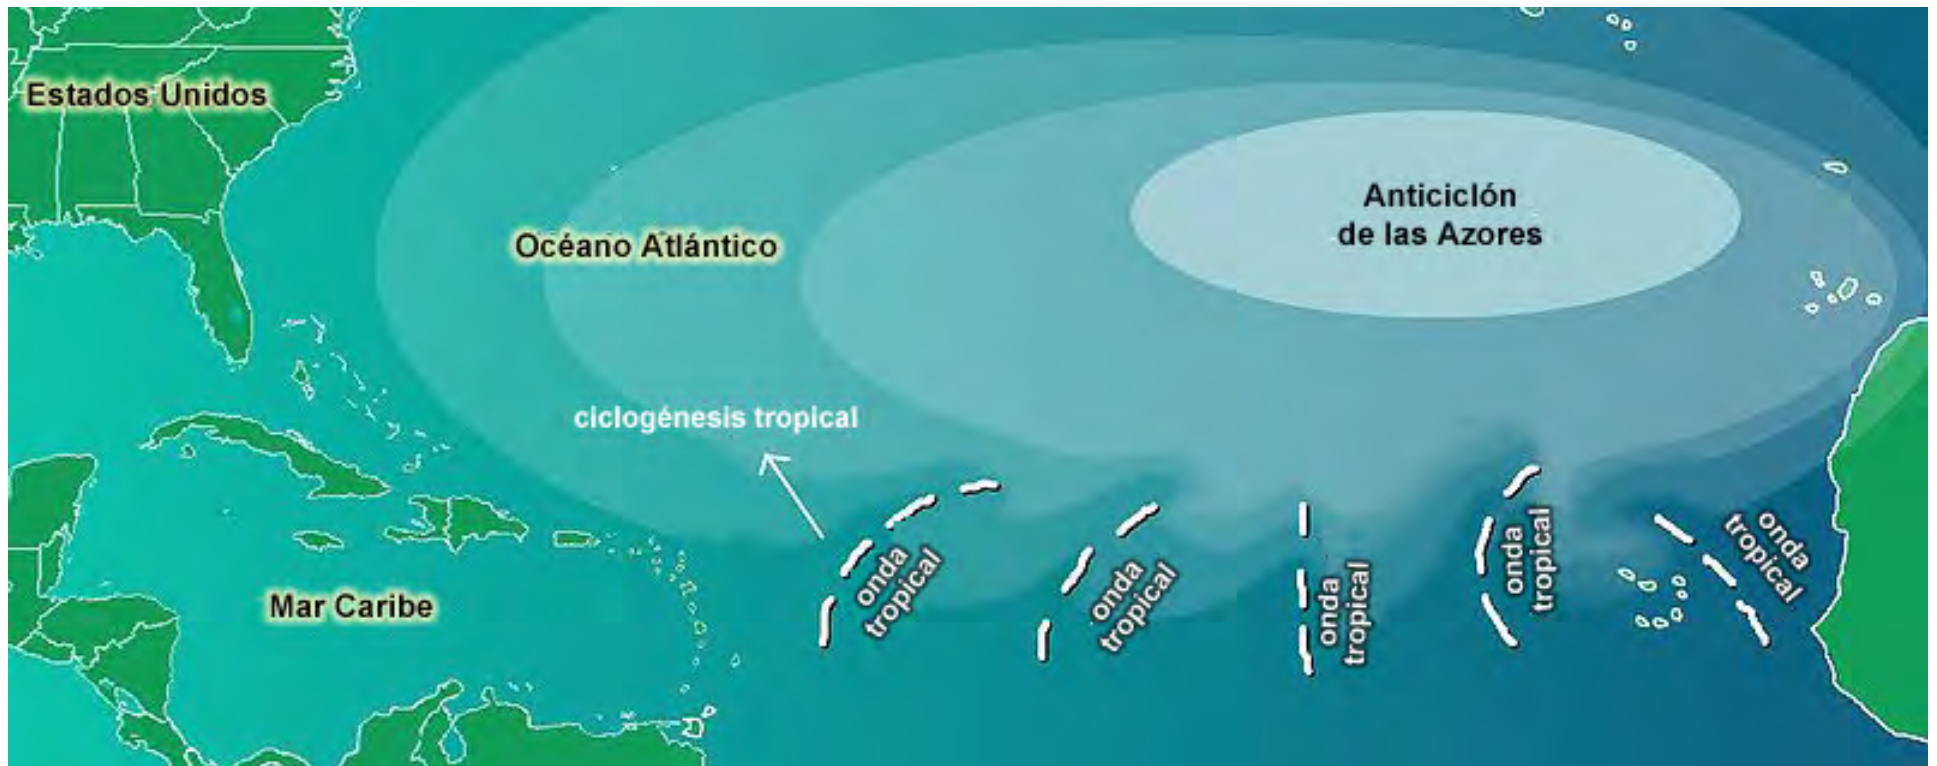 Estados Unidos
Anticiclón
de las Azores
Océano Atlántico
ciclogénesis tropical
onda
tropical
onda
tropical
onda
tropical
onda
tropical
onda
tropical
Mar Caribe